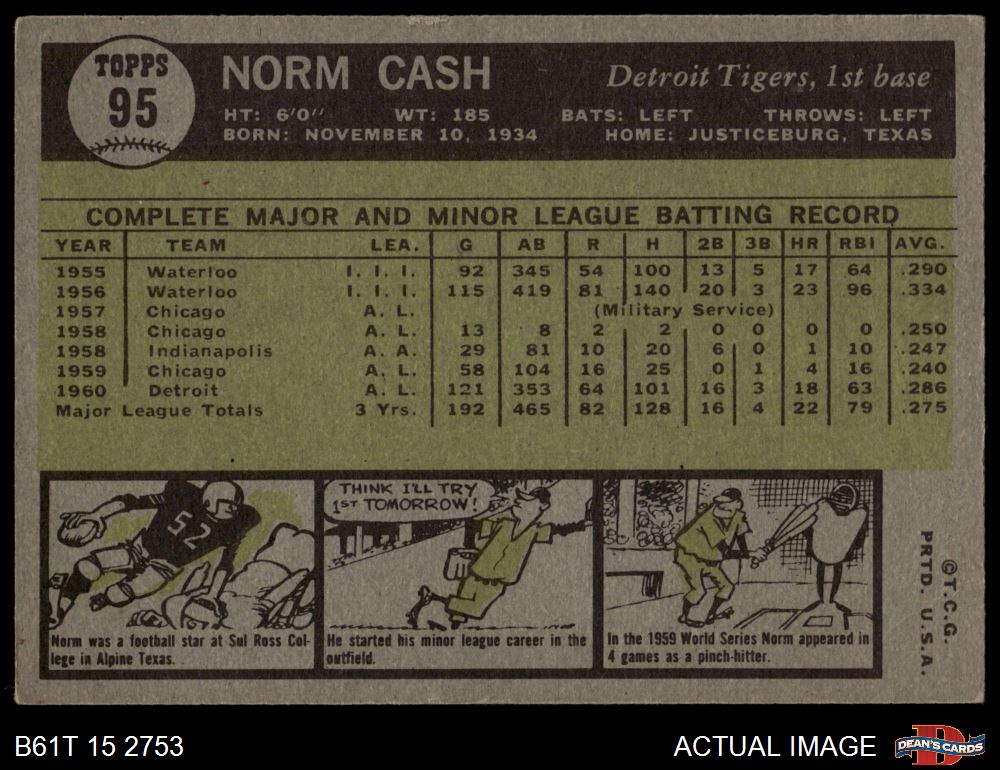 TOPPS
95
NORM CASH
Detroit Tigers, 1st base
HT: 6'0" WT: 185 BATS: LEFT THROWS: LEFT
BORN: NOVEMBER 10, 1934 HOME: JUSTICEBURG, TEXAS
COMPLETE MAJOR AND MINOR LEAGUE BATTING RECORD
YEAR TEAM LEA. G AB R H 2B 3B HR RBI AVG.
1955 Waterloo I. I. I. 92 345 54 100 13 5 17 64 .290
1956 Waterloo I. I. I. 115 419 81 140 20 3 23 96 .334
1957 Chicago A. L. (Military Service)
1958 Chicago A. L. 13 8 2 2 0 0 0 0 .250
1958 Indianapolis A. A. 29 81 10 20 6 0 1 10 .247
1959 Chicago A. L. 58 104 16 25 0 1 4 16 .240
1960 Detroit A. L. 121 353 64 101 16 3 18 63 .286
Major League Totals 3 Yrs. 192 465 82 128 16 4 22 79 .275
52
Norm was a football star at Sul Ross Col-
lege in Alpine Texas.
THINK I'LL TRY
1ST TOMORROW!
He started his minor league career in the
outfield.
In the 1959 World Series Norm appeared in
4 games as a pinch-hitter.
©T.C.G.
PRTD. U.S.A.
B61T 15 2753
ACTUAL IMAGE
D
DEAN'S CARDS